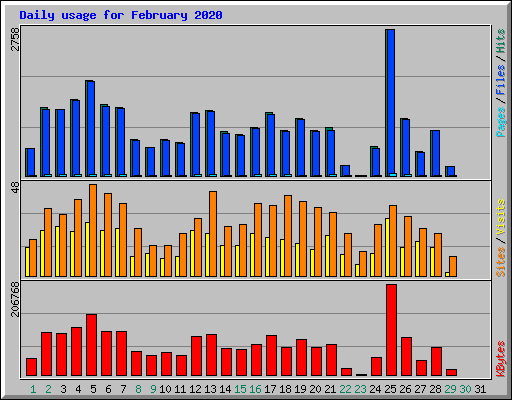 Daily usage for February 2020
2758
Pages / Files / Hits
48
Sites / Visits
206768
KBytes
1 2 3 4 5 6 7 8 9 10 11 12 13 14 15 16 17 18 19 20 21 22 23 24 25 26 27 28 29 30 31